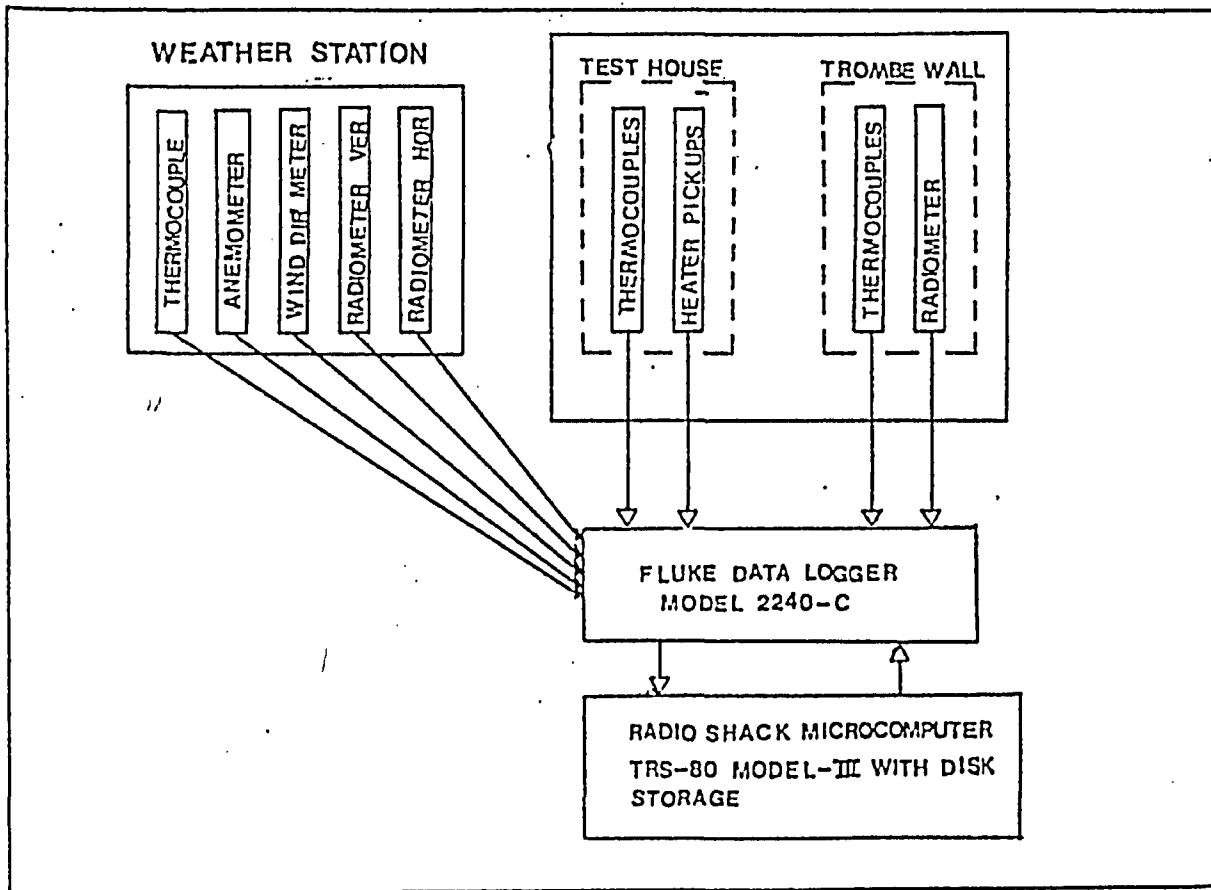 WEATHER STATION
THERMOCOUPLE
ANEMOMETER
WIND DIR METER
RADIOMETER VER
RADIOMETER HOR
TEST HOUSE
THERMOCOUPLES
HEATER PICKUPS
TROMBE WALL
THERMOCOUPLES
RADIOMETER
FLUKE DATA LOGGER
MODEL 2240-C
RADIO SHACK MICROCOMPUTER
TRS-80 MODEL-III WITH DISK
STORAGE